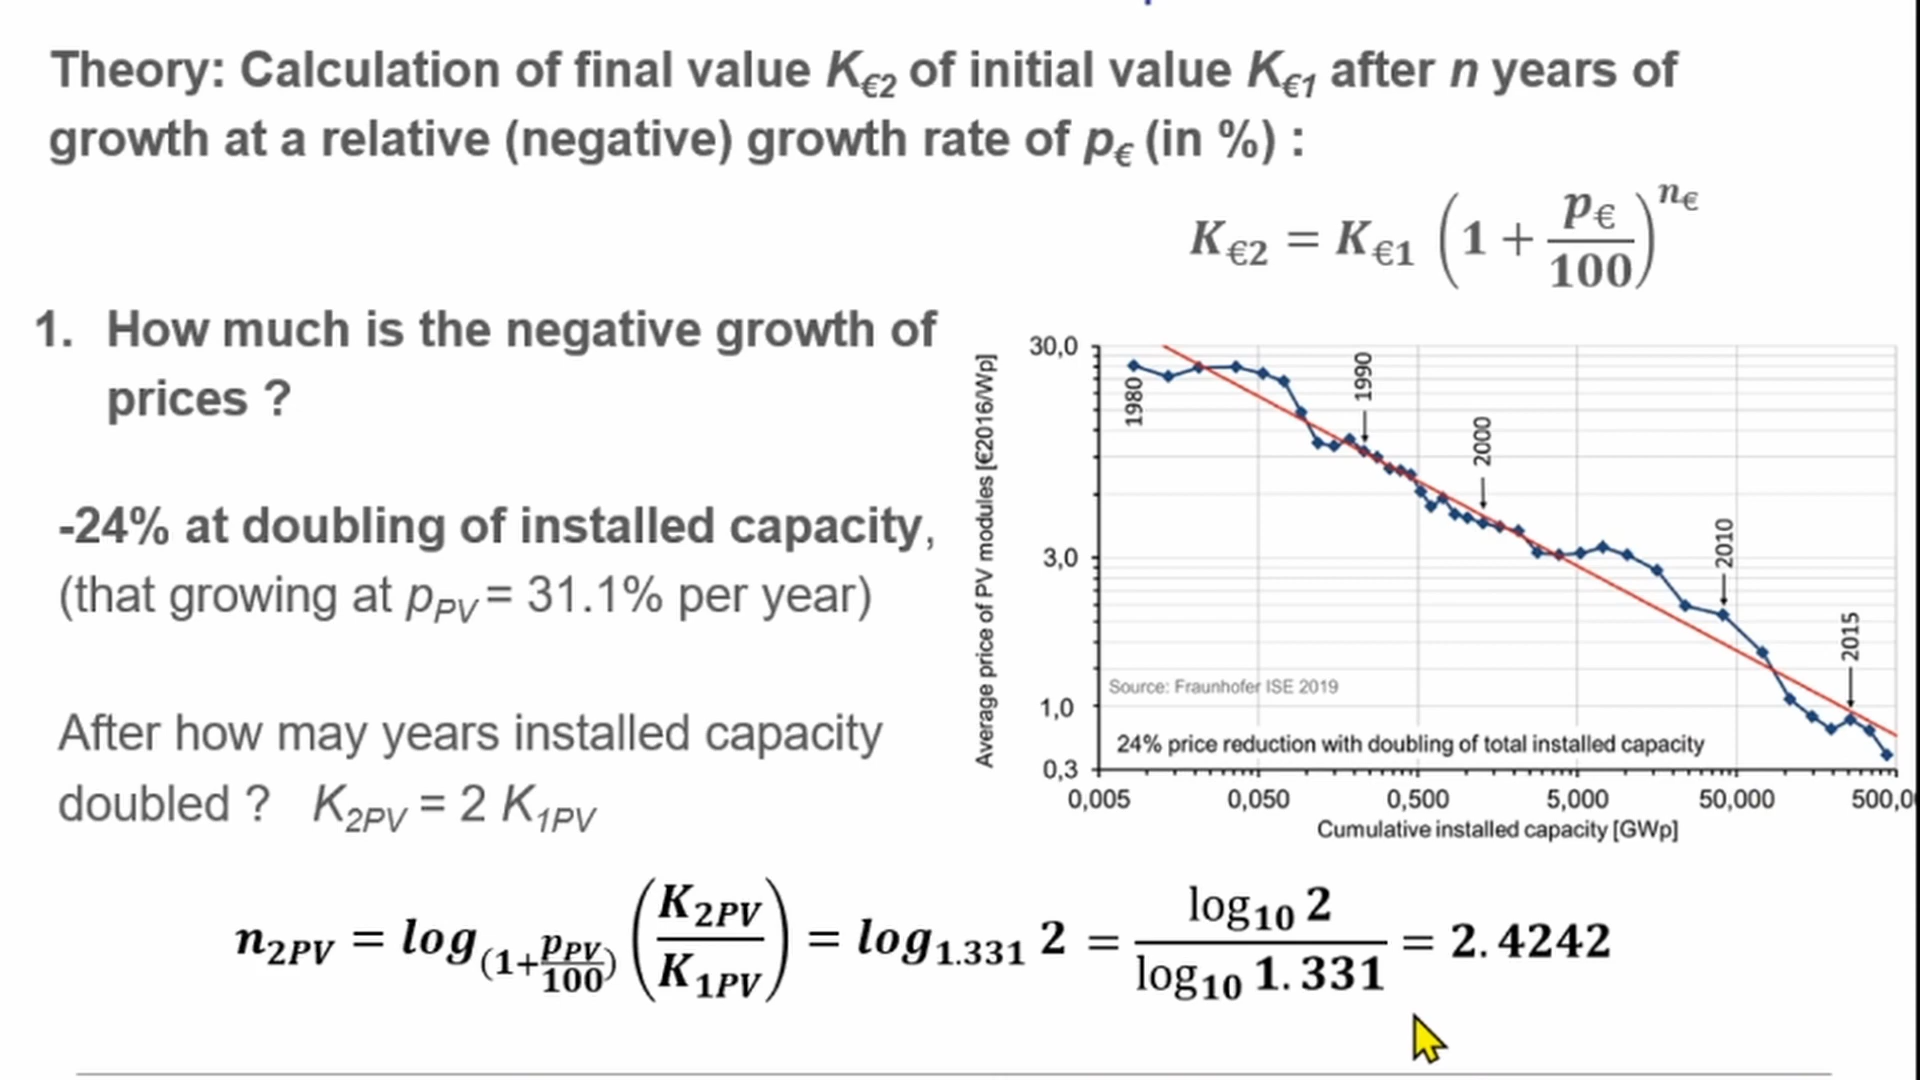 Theory: Calculation of final value K€2 of initial value K€1 after n years of
growth at a relative (negative) growth rate of p€ (in %) :
K€2 = K€1 (1 + p€/100)^n€
1. How much is the negative growth of
prices ?
-24% at doubling of installed capacity,
(that growing at pPV = 31.1% per year)
After how may years installed capacity
doubled ? K2PV = 2 K1PV
Average price of PV modules [€2016/Wp]
30,0
3,0
1,0
0,3
1980
1990
2000
2010
2015
Source: Fraunhofer ISE 2019
24% price reduction with doubling of total installed capacity
0,005 0,050 0,500 5,000 50,000 500,0
Cumulative installed capacity [GWp]
n2PV = log(1+pPV/100) (K2PV/K1PV) = log1.331 2 = log10 2 / log10 1.331 = 2.4242